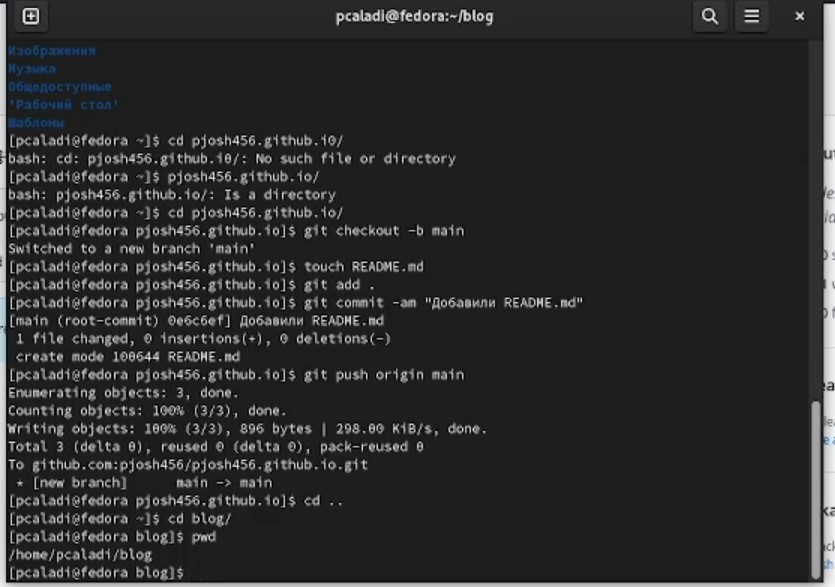 pcaladi@fedora:~/blog
Изображения
Музыка
Общедоступные
'Рабочий стол'
Шаблоны
[pcaladi@fedora ~]$ cd pjosh456.github.i0/
bash: cd: pjosh456.github.i0/: No such file or directory
[pcaladi@fedora ~]$ pjosh456.github.io/
bash: pjosh456.github.io/: Is a directory
[pcaladi@fedora ~]$ cd pjosh456.github.io/
[pcaladi@fedora pjosh456.github.io]$ git checkout -b main
Switched to a new branch 'main'
[pcaladi@fedora pjosh456.github.io]$ touch README.md
[pcaladi@fedora pjosh456.github.io]$ git add .
[pcaladi@fedora pjosh456.github.io]$ git commit -am "Добавили README.md"
[main (root-commit) 0e6c6ef] Добавили README.md
 1 file changed, 0 insertions(+), 0 deletions(-)
 create mode 100644 README.md
[pcaladi@fedora pjosh456.github.io]$ git push origin main
Enumerating objects: 3, done.
Counting objects: 100% (3/3), done.
Writing objects: 100% (3/3), 896 bytes | 298.00 KiB/s, done.
Total 3 (delta 0), reused 0 (delta 0), pack-reused 0
To github.com:pjosh456/pjosh456.github.io.git
 * [new branch]      main -> main
[pcaladi@fedora pjosh456.github.io]$ cd ..
[pcaladi@fedora ~]$ cd blog/
[pcaladi@fedora blog]$ pwd
/home/pcaladi/blog
[pcaladi@fedora blog]$